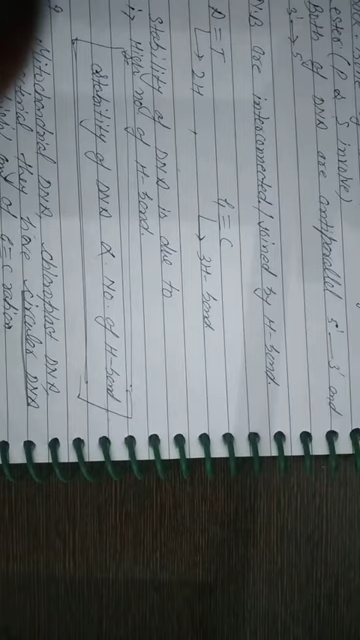 ester (P & S involve)
Both of DNA are antiparallel 5' – 3' and
3' → 5'
DNA are interconnected / joined by H-bond
A = T G ≡ C
↳ 2H , ↳ 3H-bond
Stability of DNA is due to
i) High no. of H-bond
[stability of DNA α No. of H-bond]
Mitochondrial DNA, chloroplast DNA,
they have circular DNA
of G≡C ratios